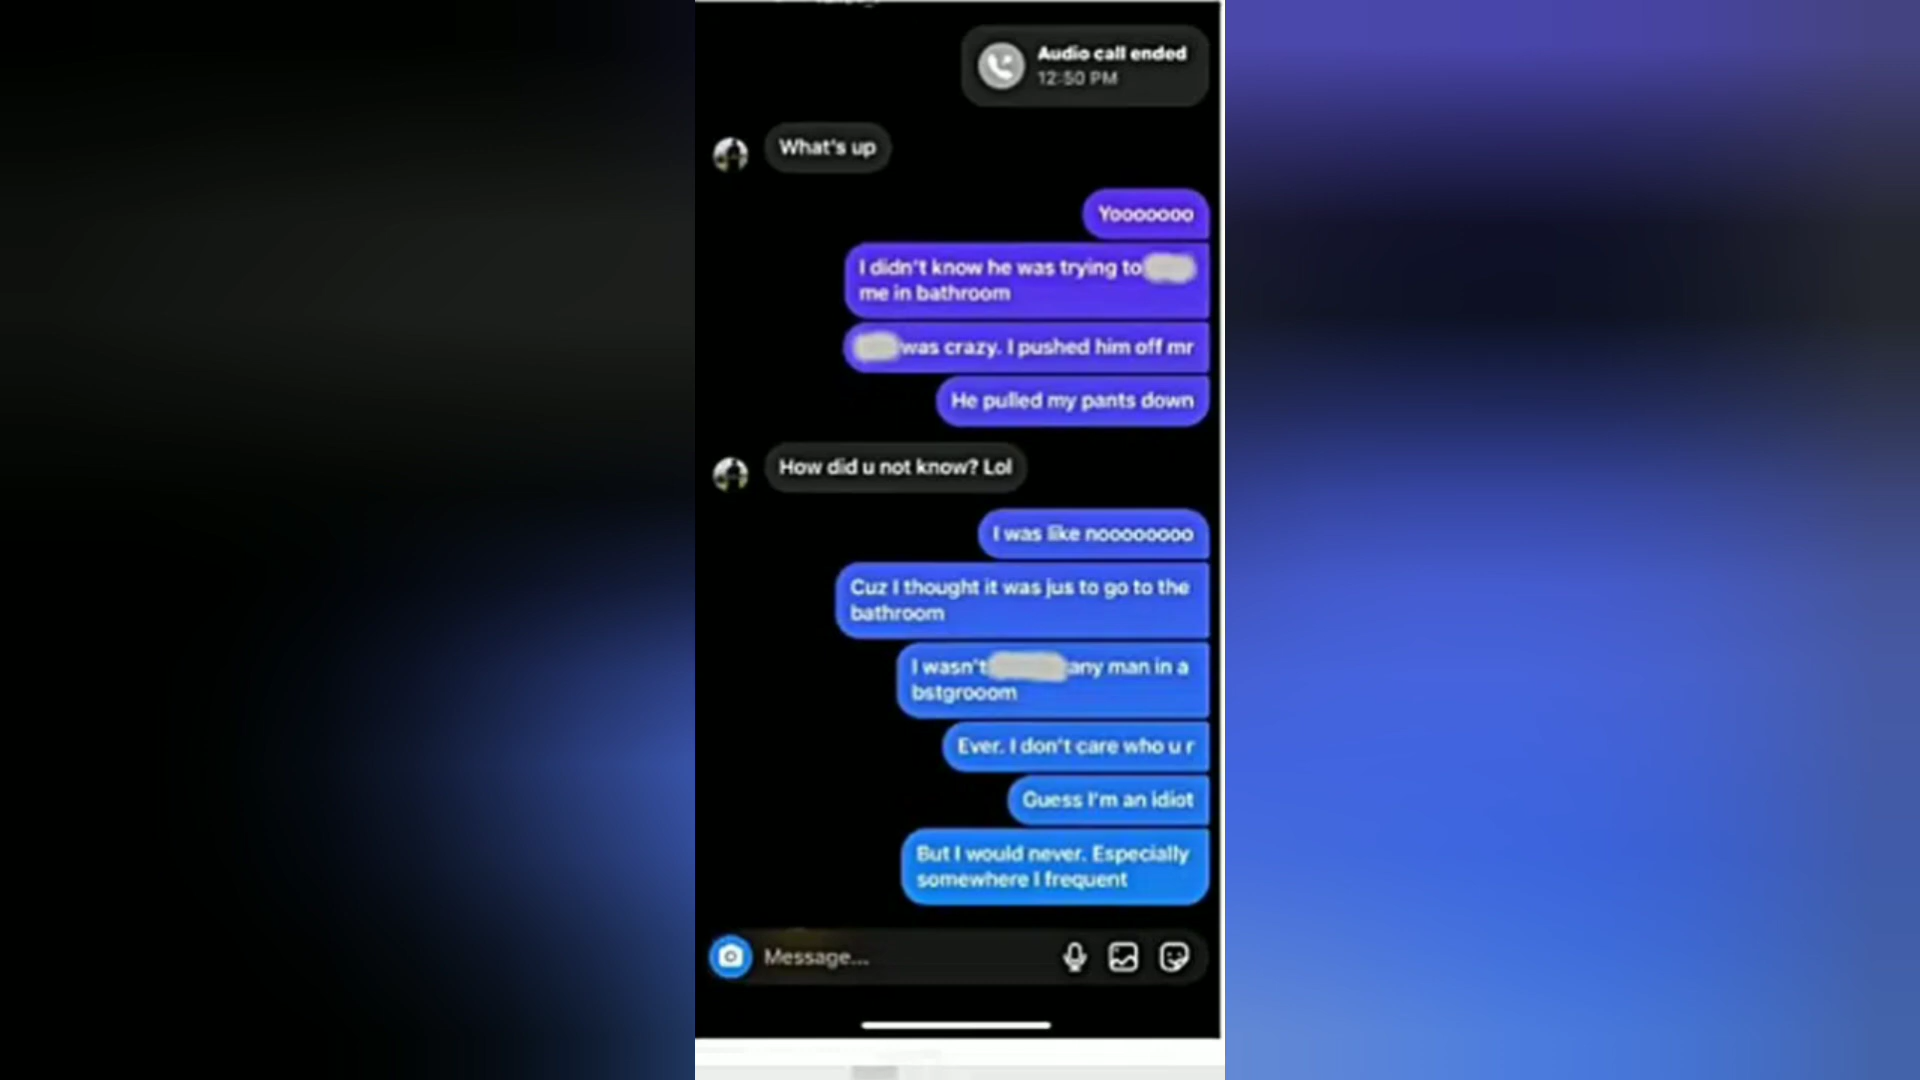 Audio call ended
12:50 PM
What's up
Yooooooo
I didn't know he was trying to
me in bathroom
was crazy. I pushed him off mr
He pulled my pants down
How did u not know? Lol
I was like nooooooooo
Cuz I thought it was jus to go to the
bathroom
I wasn't any man in a
bstgrooom
Ever. I don't care who u r
Guess I'm an idiot
But I would never. Especially
somewhere I frequent
Message...